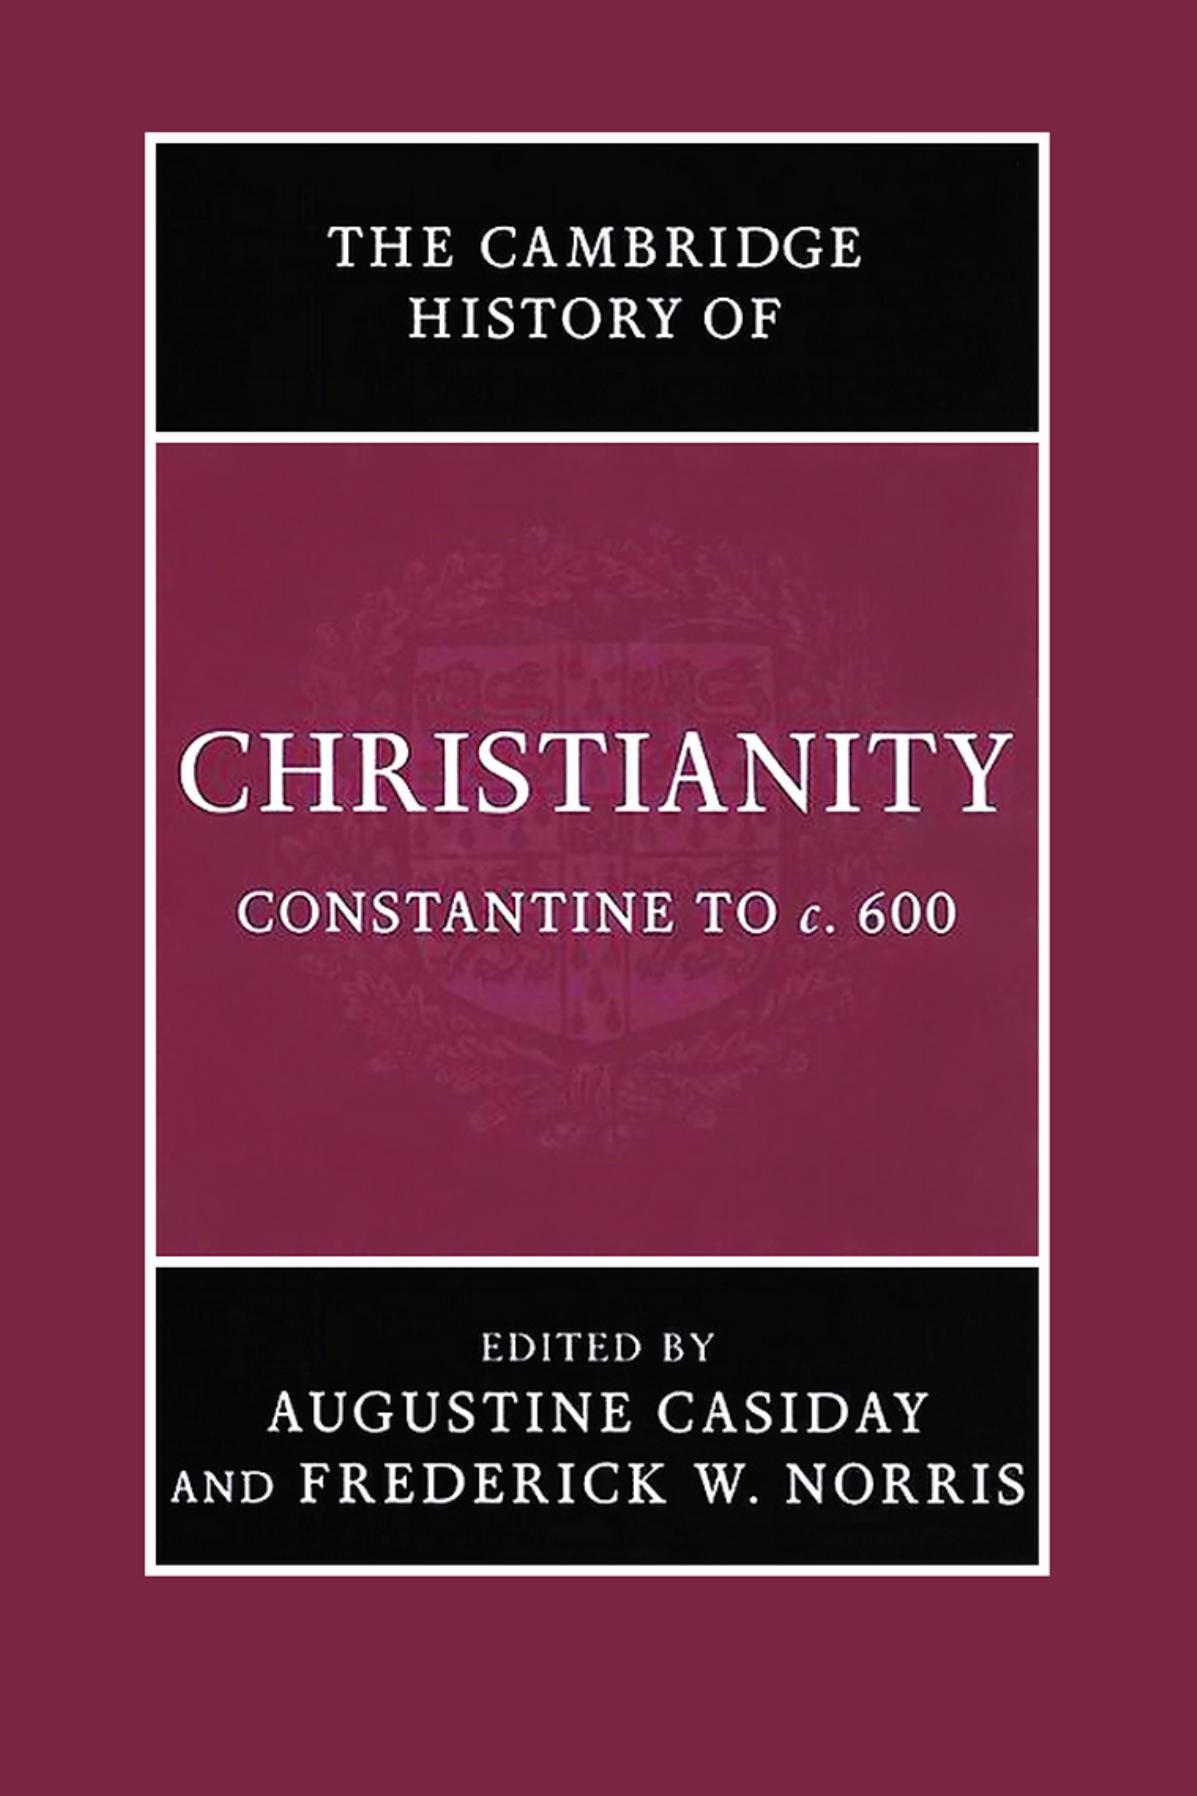 THE CAMBRIDGE
HISTORY OF
CHRISTIANITY
CONSTANTINE TO c. 600
EDITED BY
AUGUSTINE CASIDAY
AND FREDERICK W. NORRIS